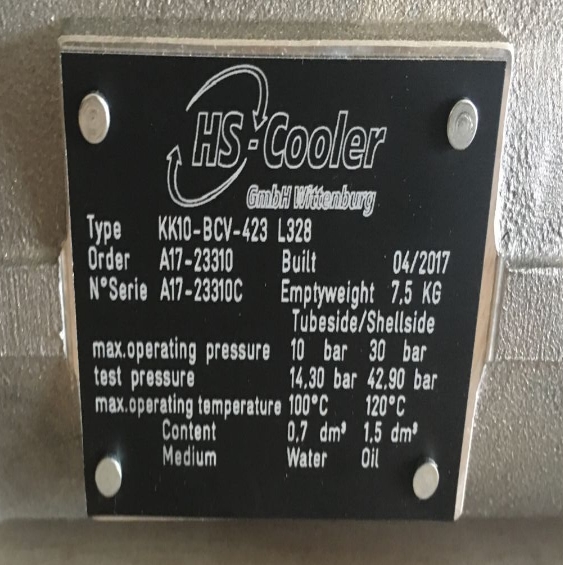 HS-Cooler
GmbH Wittenburg
Type KK10-BCV-423 L328
Order A17-23310 Built 04/2017
N°Serie A17-23310C Emptyweight 7,5 KG
Tubeside/Shellside
max.operating pressure 10 bar 30 bar
test pressure 14,30 bar 42,90 bar
max.operating temperature 100°C 120°C
Content 0,7 dm³ 1,5 dm³
Medium Water Oil